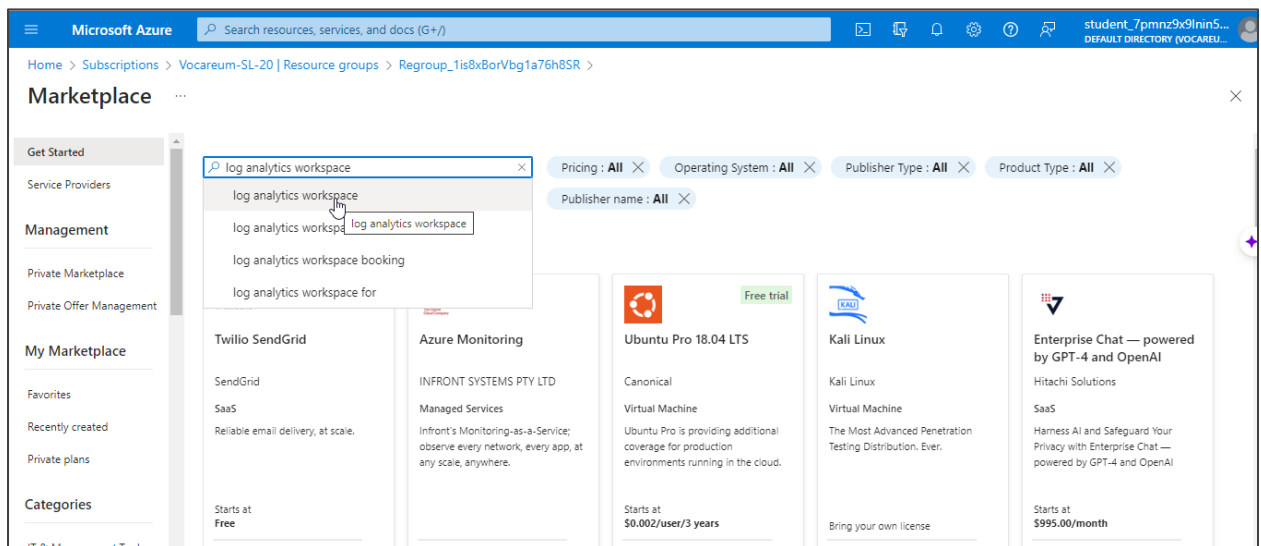 Microsoft Azure
Search resources, services, and docs (G+/)
student_7pmnz9x9lnin5...
DEFAULT DIRECTORY (VOCAREU...
Home > Subscriptions > Vocareum-SL-20 | Resource groups > Regroup_1is8xBorVbg1a76h8SR >
Marketplace ...
Get Started
Service Providers
Management
Private Marketplace
Private Offer Management
My Marketplace
Favorites
Recently created
Private plans
Categories
log analytics workspace
Pricing : All
Operating System : All
Publisher Type : All
Product Type : All
Publisher name : All
log analytics workspace
log analytics workspa
log analytics workspace
log analytics workspace booking
log analytics workspace for
Twilio SendGrid
SendGrid
SaaS
Reliable email delivery, at scale.
Starts at
Free
Azure Monitoring
INFRONT SYSTEMS PTY LTD
Managed Services
Infront's Monitoring-as-a-Service;
observe every network, every app, at
any scale, anywhere.
Free trial
Ubuntu Pro 18.04 LTS
Canonical
Virtual Machine
Ubuntu Pro is providing additional
coverage for production
environments running in the cloud.
Starts at
$0.002/user/3 years
KALI
Kali Linux
Kali Linux
Virtual Machine
The Most Advanced Penetration
Testing Distribution. Ever.
Bring your own license
Enterprise Chat — powered
by GPT-4 and OpenAI
Hitachi Solutions
SaaS
Harness AI and Safeguard Your
Privacy with Enterprise Chat —
powered by GPT-4 and OpenAI
Starts at
$995.00/month